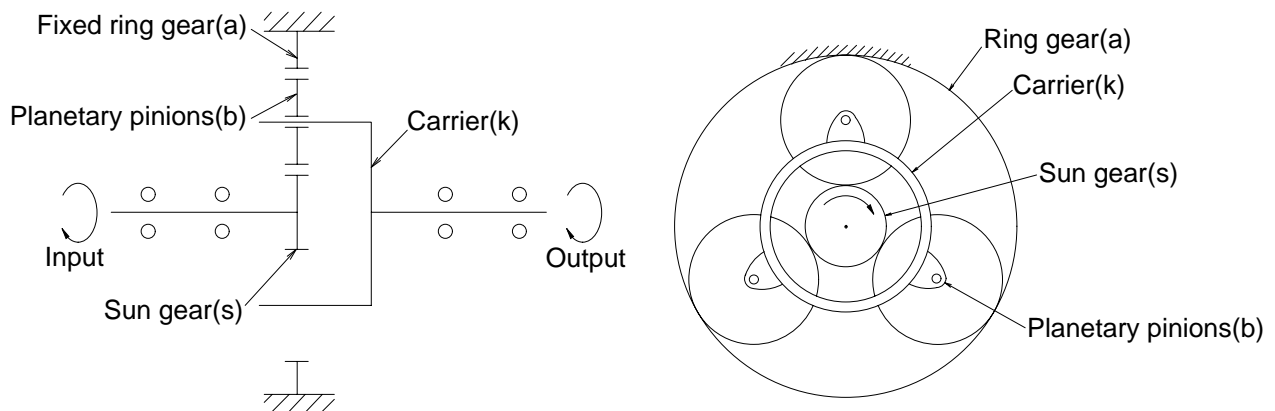 Fixed ring gear(a)
Planetary pinions(b)
Carrier(k)
Input
Output
Sun gear(s)
Ring gear(a)
Carrier(k)
Sun gear(s)
Planetary pinions(b)